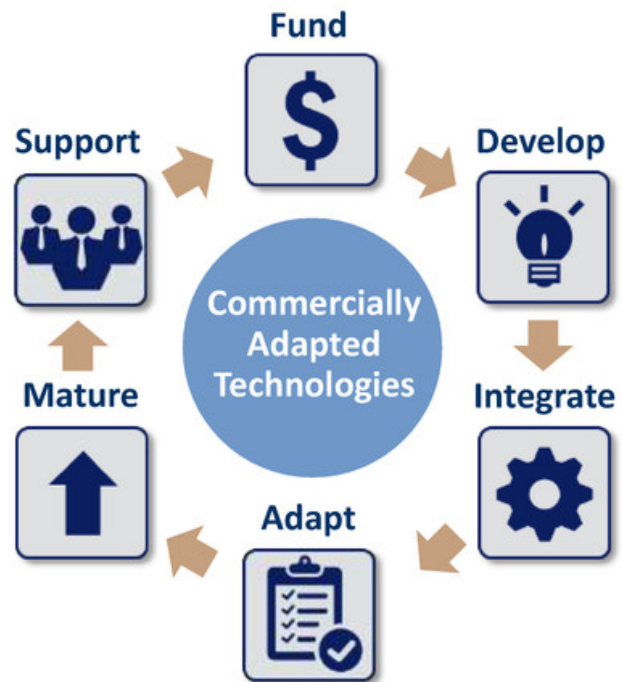 Fund
Support
Develop
Commercially
Adapted
Technologies
Mature
Integrate
Adapt